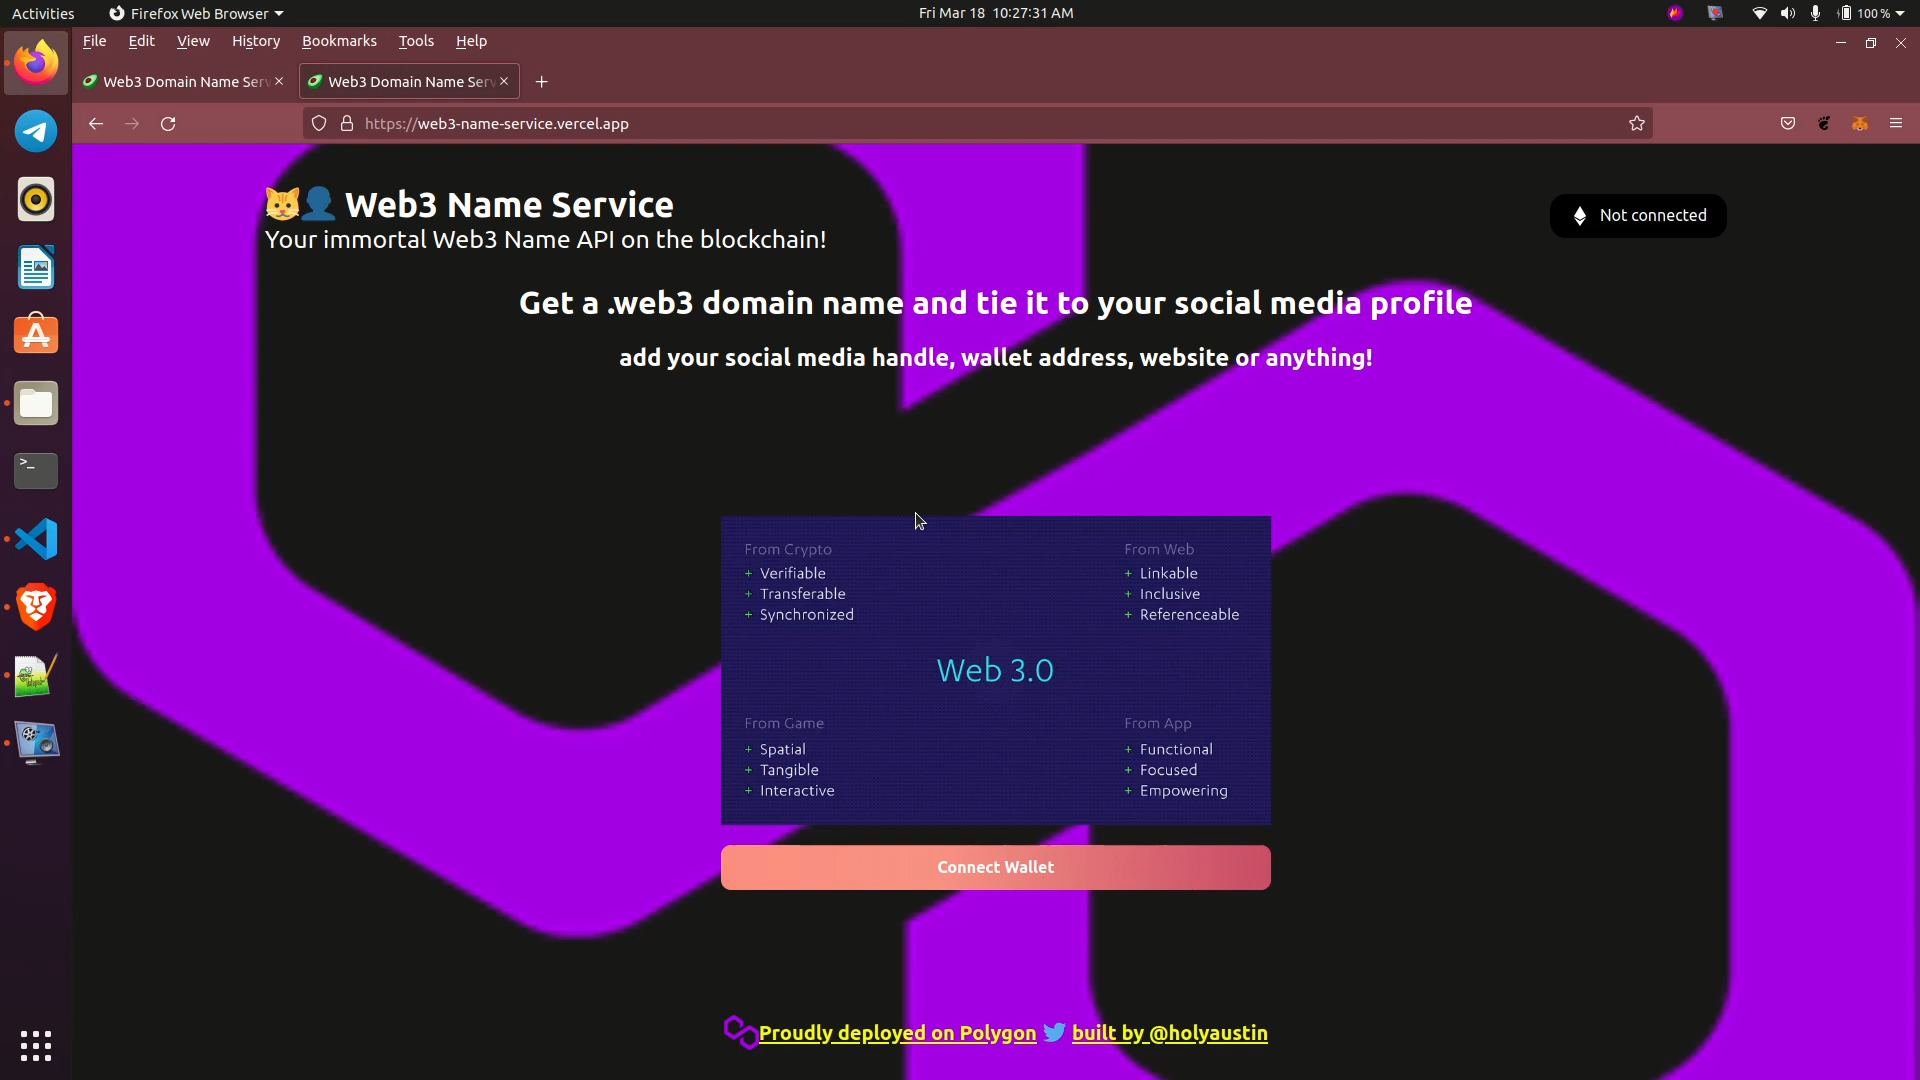 Activities
Firefox Web Browser
Fri Mar 18 10:27:31 AM
100 %
File Edit View History Bookmarks Tools Help
Web3 Domain Name Ser
Web3 Domain Name Ser
https://web3-name-service.vercel.app
Web3 Name Service
Your immortal Web3 Name API on the blockchain!
Not connected
Get a .web3 domain name and tie it to your social media profile
add your social media handle, wallet address, website or anything!
From Crypto
+ Verifiable
+ Transferable
+ Synchronized
From Web
+ Linkable
+ Inclusive
+ Referenceable
Web 3.0
From Game
+ Spatial
+ Tangible
+ Interactive
From App
+ Functional
+ Focused
+ Empowering
Connect Wallet
Proudly deployed on Polygon built by @holyaustin